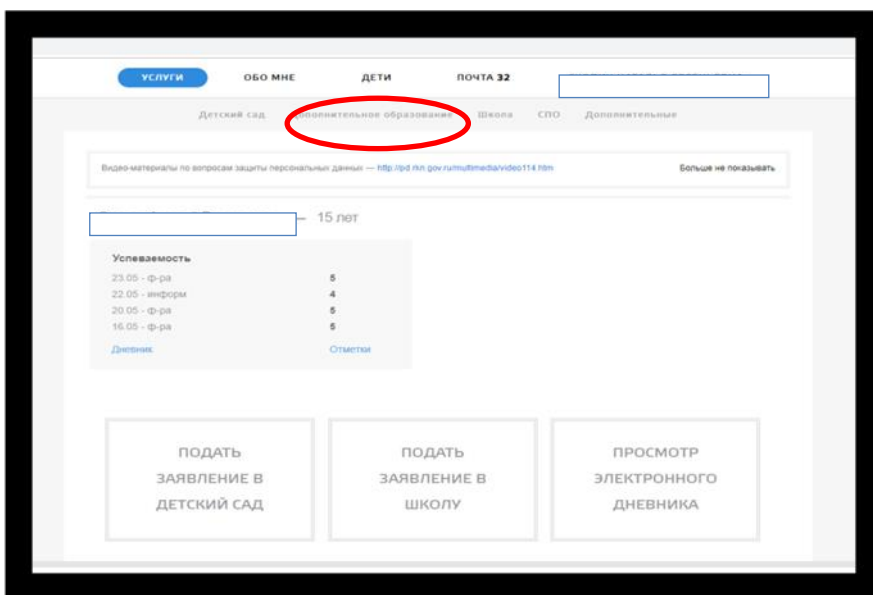 УСЛУГИ ОБО МНЕ ДЕТИ ПОЧТА 32
Детский сад Дополнительное образование Школа СПО Дополнительные
Видео-материалы по вопросам защиты персональных данных — http://pd.rkn.gov.ru/multimedia/video114.htm Больше не показывать
— 15 лет
Успеваемость
23.05 - ф-ра 5
22.05 - информ 4
20.05 - ф-ра 5
16.05 - ф-ра 5
Дневник Отметки
ПОДАТЬ
ЗАЯВЛЕНИЕ В
ДЕТСКИЙ САД
ПОДАТЬ
ЗАЯВЛЕНИЕ В
ШКОЛУ
ПРОСМОТР
ЭЛЕКТРОННОГО
ДНЕВНИКА